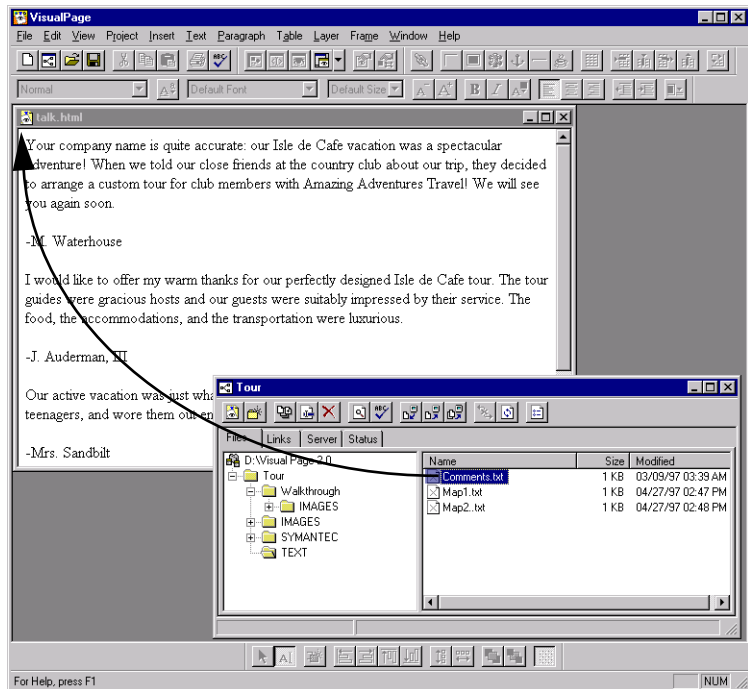 VisualPage
File Edit View Project Insert Text Paragraph Table Layer Frame Window Help
Normal Default Font Default Size
talk.html
Your company name is quite accurate: our Isle de Cafe vacation was a spectacular
adventure! When we told our close friends at the country club about our trip, they decided
to arrange a custom tour for club members with Amazing Adventures Travel! We will see
you again soon.
-M. Waterhouse
I would like to offer my warm thanks for our perfectly designed Isle de Cafe tour. The tour
guides were gracious hosts and our guests were suitably impressed by their service. The
food, the accommodations, and the transportation were luxurious.
-J. Auderman, III
Our active vacation was just
teenagers, and wore them out
-Mrs. Sandbilt
Tour
Files Links Server Status
D:\Visual Page 2.0
Tour
Walkthrough
IMAGES
IMAGES
SYMANTEC
TEXT
Name Size Modified
Comments.txt 1 KB 03/09/97 03:39 AM
Map1.txt 1 KB 04/27/97 02:47 PM
Map2..txt 1 KB 04/27/97 02:48 PM
For Help, press F1
NUM